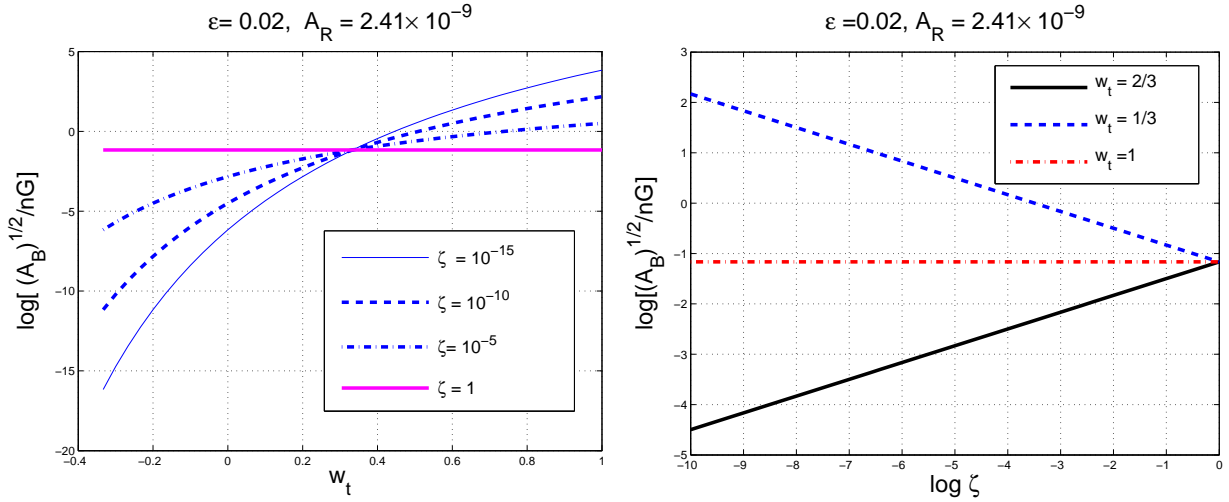 ε= 0.02, A_R = 2.41× 10^−9
log[ (A_B)^1/2/nG]
5
0
−5
−10
−15
−20
ζ = 10^−15
ζ = 10^−10
ζ= 10^−5
ζ = 1
−0.4 −0.2 0 0.2 0.4 0.6 0.8 1
w_t
ε =0.02, A_R = 2.41×10^−9
log[(A_B)^1/2/nG]
3
2
1
0
−1
−2
−3
−4
−5
w_t = 2/3
w_t = 1/3
w_t =1
−10 −9 −8 −7 −6 −5 −4 −3 −2 −1 0
log ζ